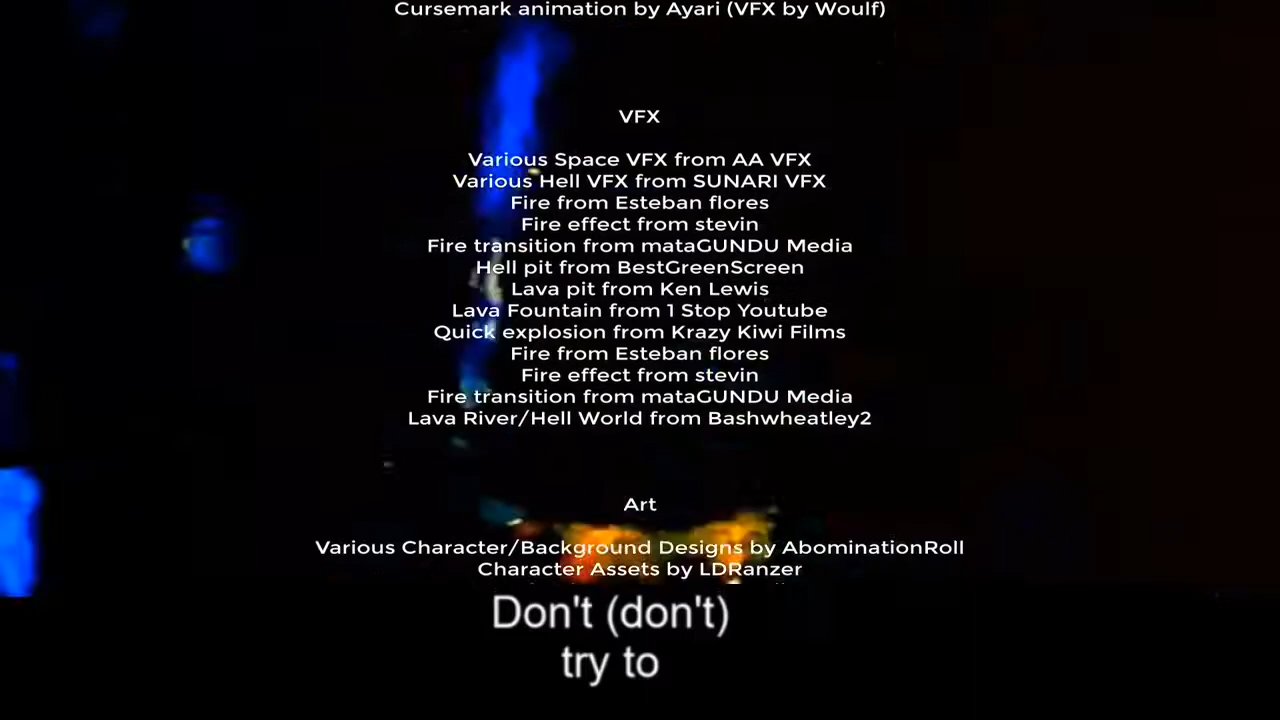 Cursemark animation by Ayari (VFX by Woulf)
VFX
Various Space VFX from AA VFX
Various Hell VFX from SUNARI VFX
Fire from Esteban flores
Fire effect from stevin
Fire transition from mataGUNDU Media
Hell pit from BestGreenScreen
Lava pit from Ken Lewis
Lava Fountain from 1 Stop Youtube
Quick explosion from Krazy Kiwi Films
Fire from Esteban flores
Fire effect from stevin
Fire transition from mataGUNDU Media
Lava River/Hell World from Bashwheatley2
Art
Various Character/Background Designs by AbominationRoll
Character Assets by LDRanzer
Don't (don't)
try to